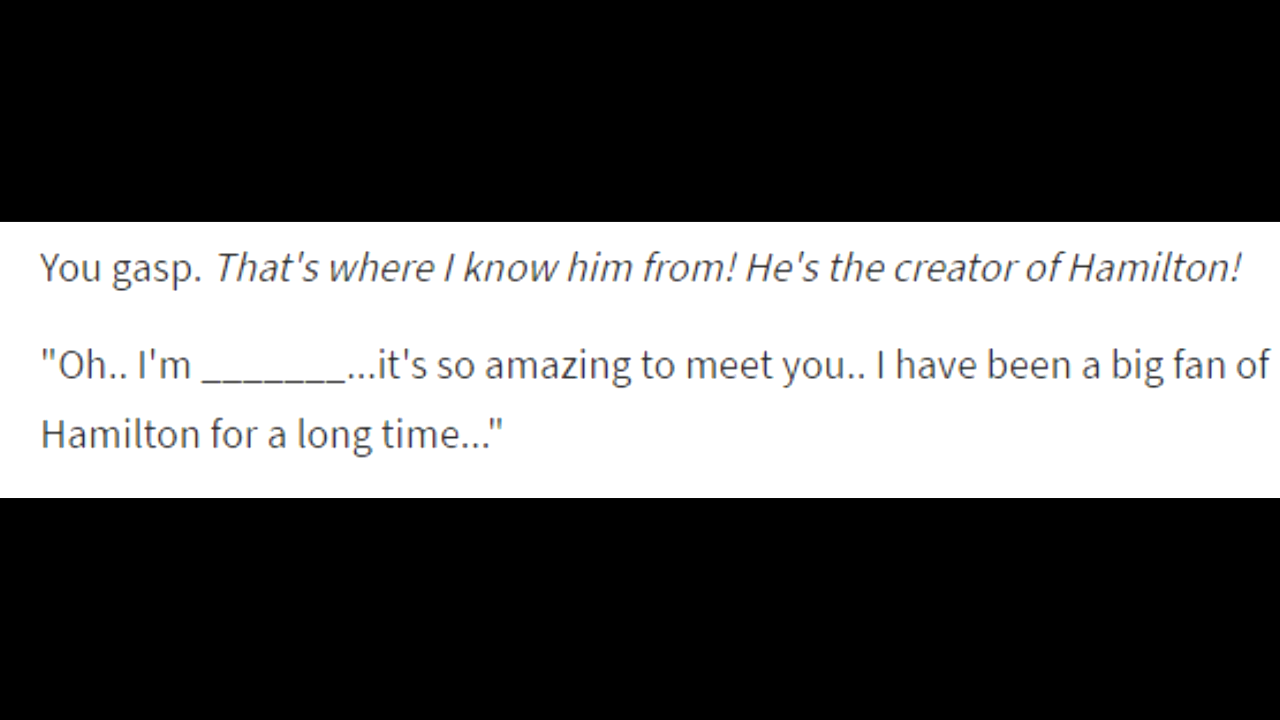 You gasp. That's where I know him from! He's the creator of Hamilton!
"Oh.. I'm _______...it's so amazing to meet you.. I have been a big fan of
Hamilton for a long time..."